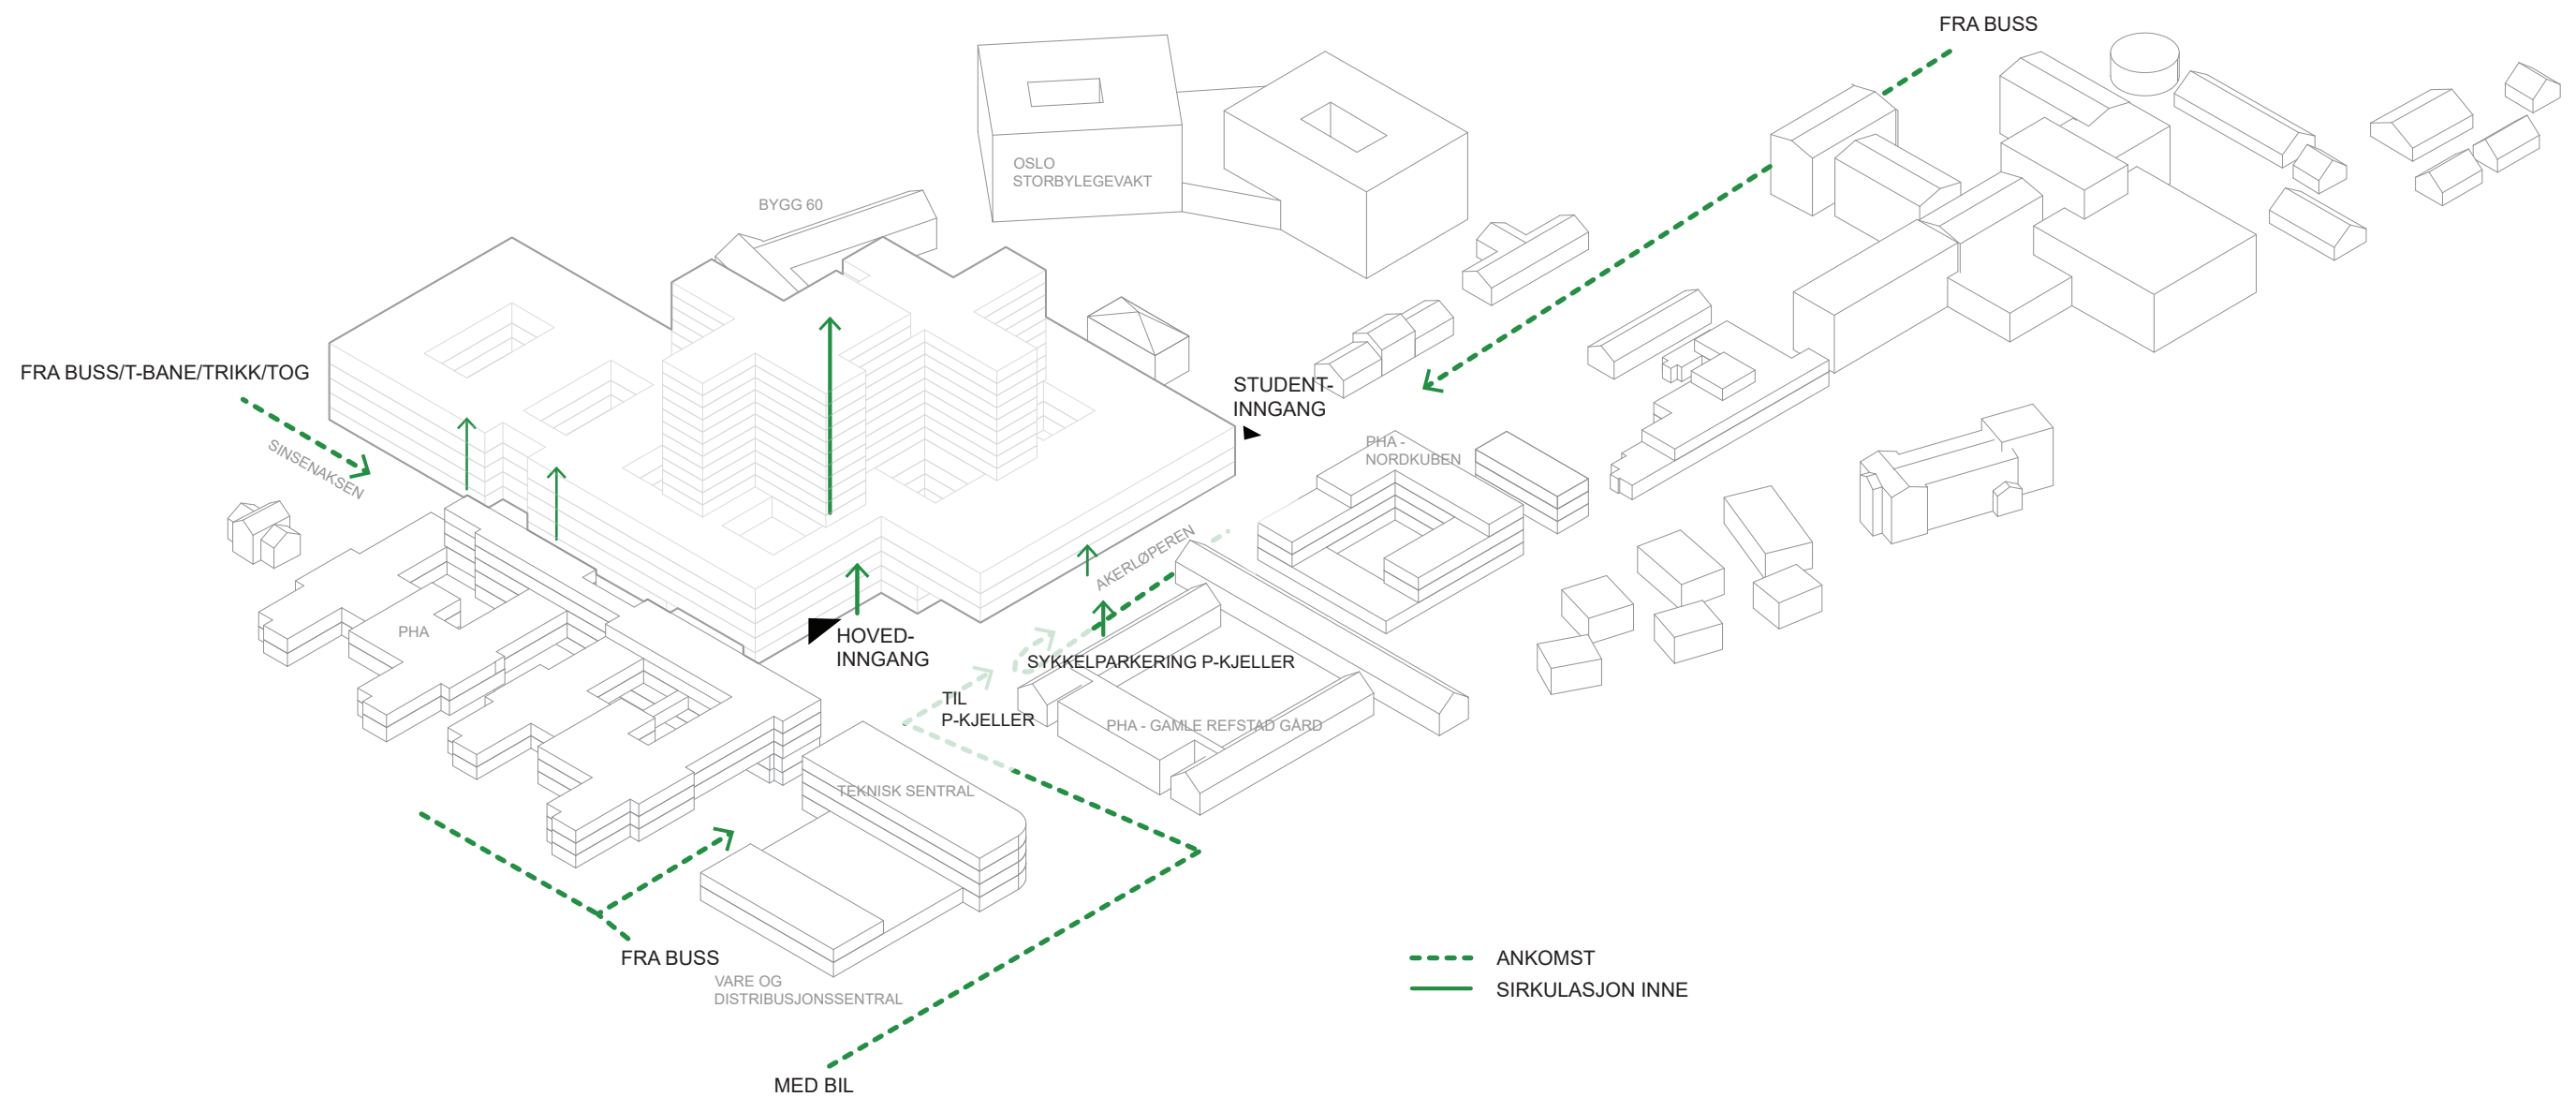 FRA BUSS
OSLO
STORBYLEGEVAKT
BYGG 60
FRA BUSS/T-BANE/TRIKK/TOG
STUDENT-
INNGANG
SINSENAKSEN
PHA -
NORDKUBEN
AKERLØPEREN
PHA
HOVED-
INNGANG
SYKKELPARKERING P-KJELLER
TIL
P-KJELLER
PHA - GAMLE REFSTAD GÅRD
TEKNISK SENTRAL
FRA BUSS
VARE OG
DISTRIBUSJONSSENTRAL
ANKOMST
SIRKULASJON INNE
MED BIL